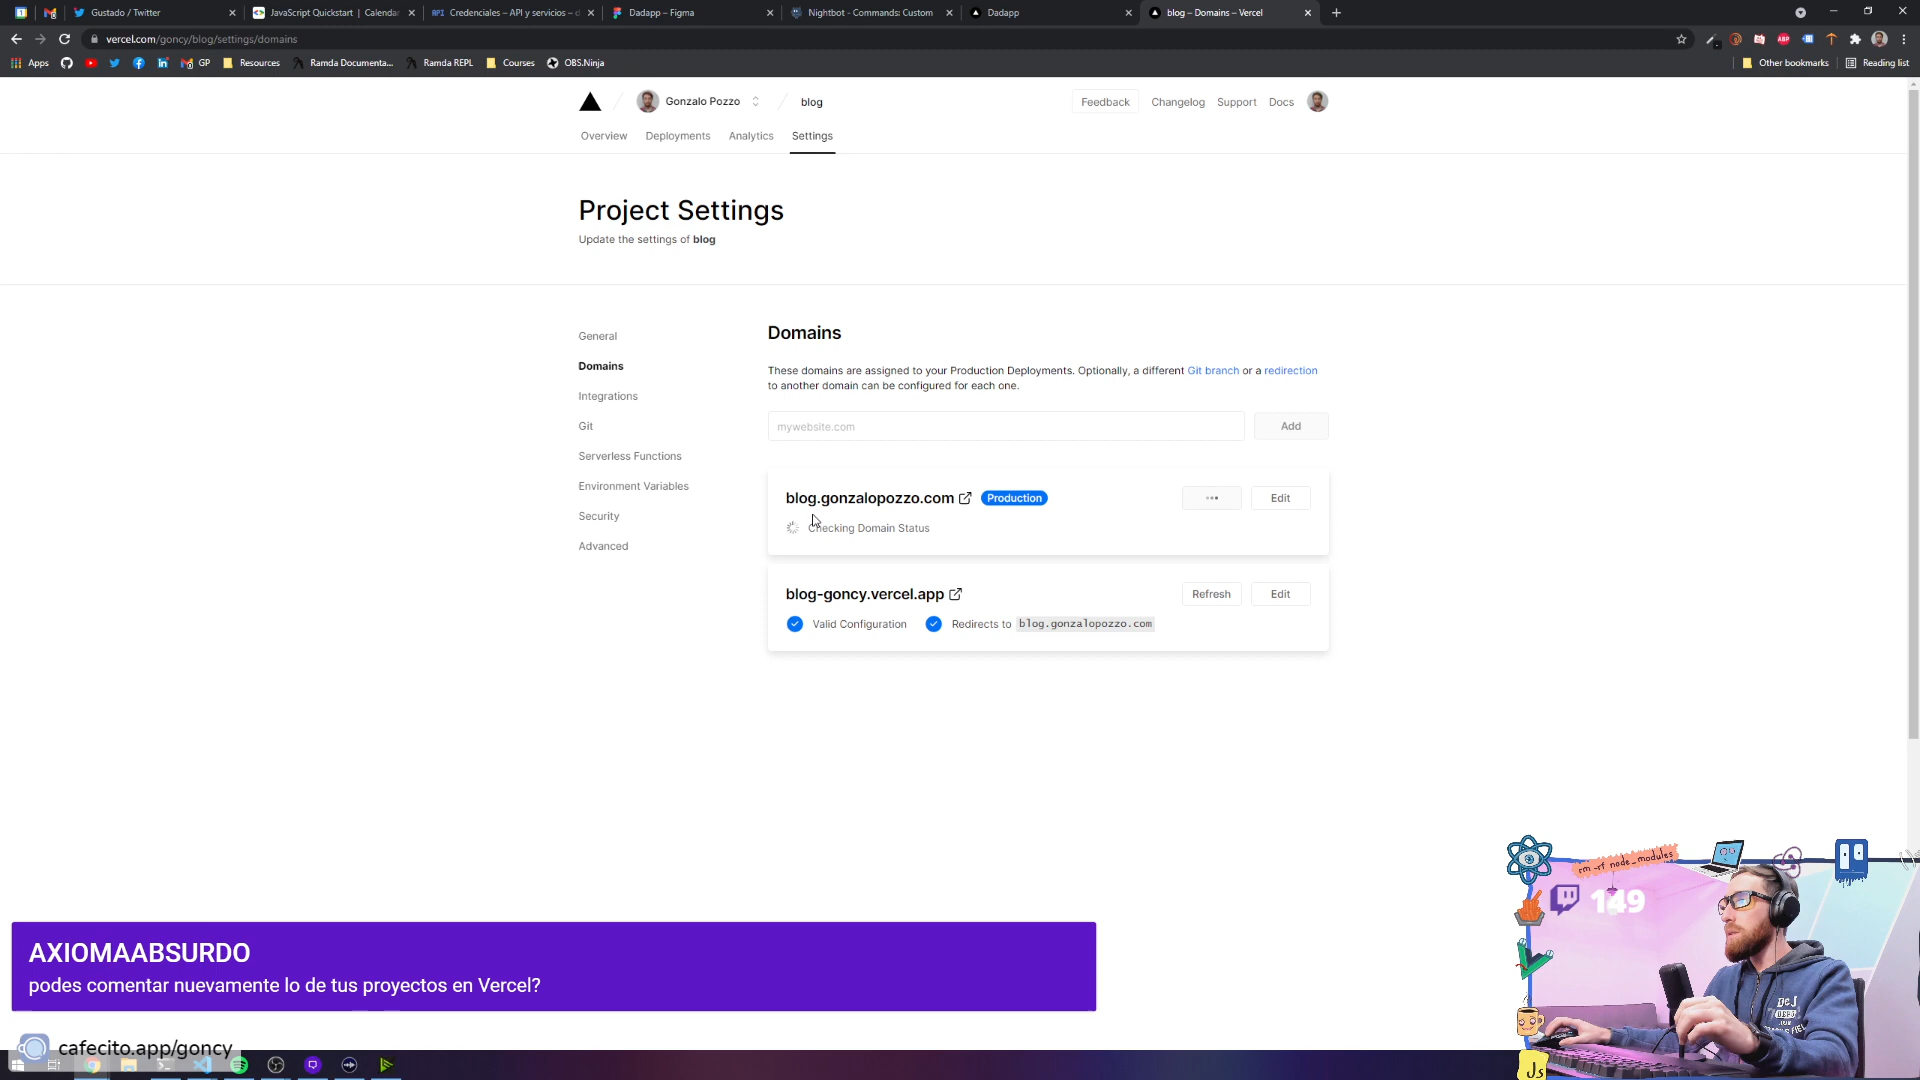 Gustado / Twitter
JavaScript Quickstart | Calendar
API Credenciales – API y servicios – d
Dadapp – Figma
Nightbot - Commands: Custom
Dadapp
blog – Domains – Vercel
vercel.com/goncy/blog/settings/domains
Apps
GP
Resources
Ramda Documenta...
Ramda REPL
Courses
OBS.Ninja
Other bookmarks
Reading list
Gonzalo Pozzo
blog
Feedback
Changelog
Support
Docs
Overview
Deployments
Analytics
Settings
Project Settings
Update the settings of blog
General
Domains
Integrations
Git
Serverless Functions
Environment Variables
Security
Advanced
Domains
These domains are assigned to your Production Deployments. Optionally, a different Git branch or a redirection
to another domain can be configured for each one.
mywebsite.com
Add
blog.gonzalopozzo.com
Production
Edit
Checking Domain Status
blog-goncy.vercel.app
Refresh
Edit
Valid Configuration
Redirects to blog.gonzalopozzo.com
rm -rf node_modules
149
AXIOMAABSURDO
podes comentar nuevamente lo de tus proyectos en Vercel?
cafecito.app/goncy
JS